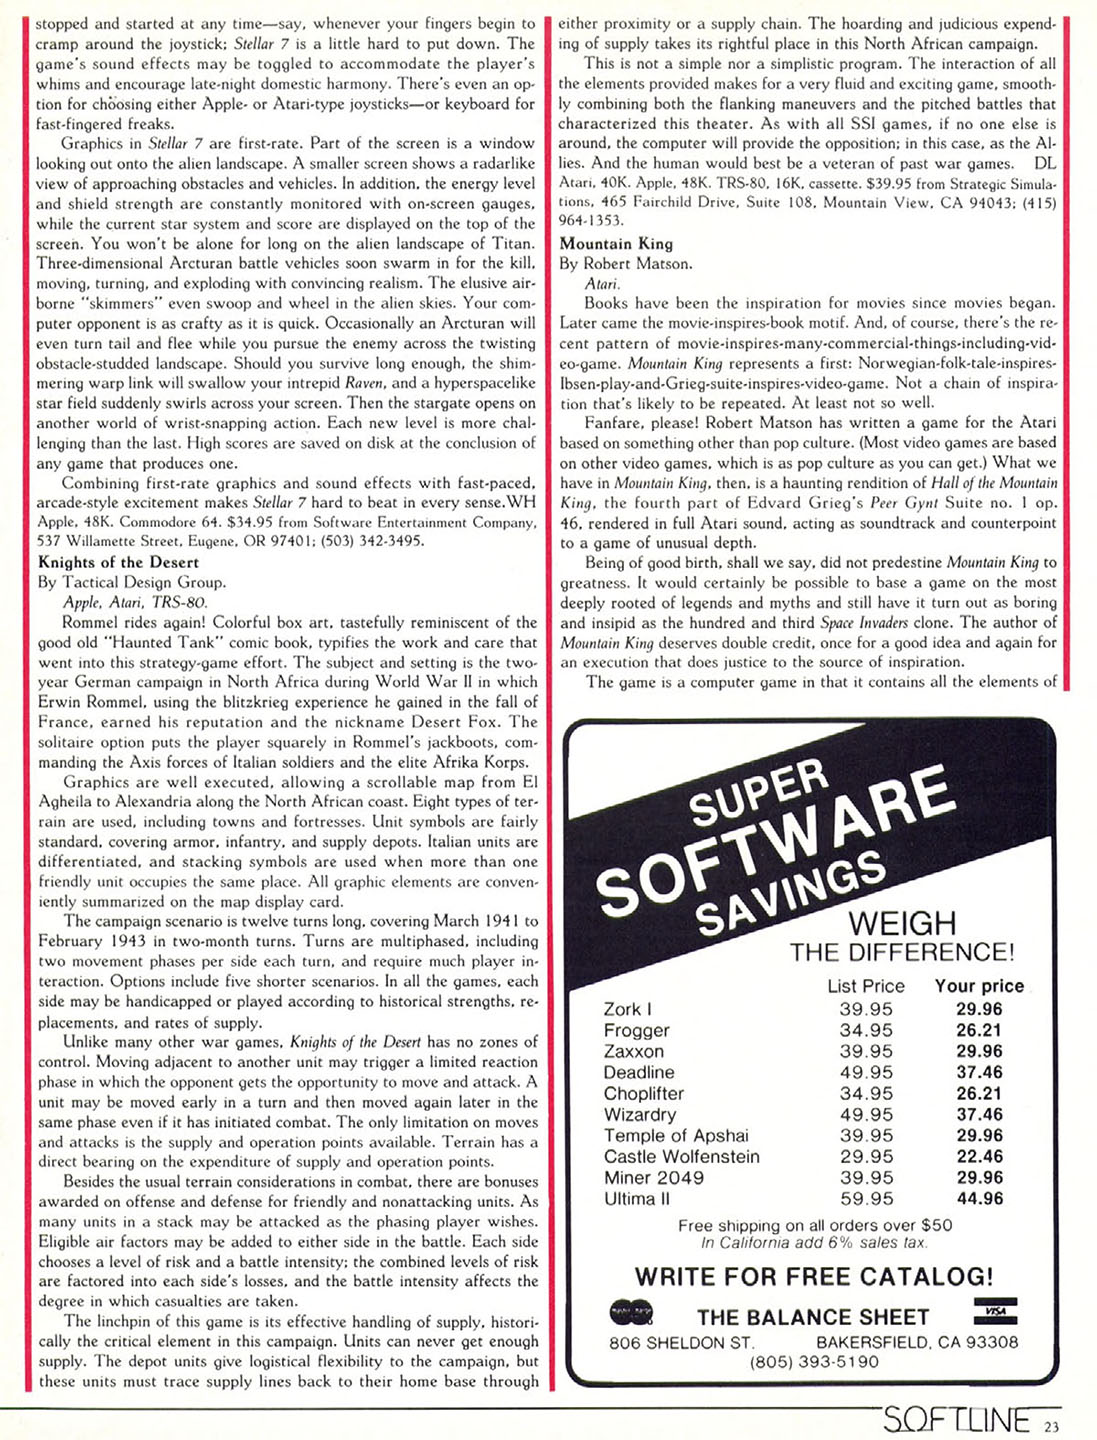 stopped and started at any time—say, whenever your fingers begin to
cramp around the joystick; Stellar 7 is a little hard to put down. The
game's sound effects may be toggled to accommodate the player's
whims and encourage late-night domestic harmony. There's even an op-
tion for choosing either Apple- or Atari-type joysticks—or keyboard for
fast-fingered freaks.
Graphics in Stellar 7 are first-rate. Part of the screen is a window
looking out onto the alien landscape. A smaller screen shows a radarlike
view of approaching obstacles and vehicles. In addition, the energy level
and shield strength are constantly monitored with on-screen gauges,
while the current star system and score are displayed on the top of the
screen. You won't be alone for long on the alien landscape of Titan.
Three-dimensional Arcturan battle vehicles soon swarm in for the kill,
moving, turning, and exploding with convincing realism. The elusive air-
borne "skimmers" even swoop and wheel in the alien skies. Your com-
puter opponent is as crafty as it is quick. Occasionally an Arcturan will
even turn tail and flee while you pursue the enemy across the twisting
obstacle-studded landscape. Should you survive long enough, the shim-
mering warp link will swallow your intrepid Raven, and a hyperspacelike
star field suddenly swirls across your screen. Then the stargate opens on
another world of wrist-snapping action. Each new level is more chal-
lenging than the last. High scores are saved on disk at the conclusion of
any game that produces one.
Combining first-rate graphics and sound effects with fast-paced,
arcade-style excitement makes Stellar 7 hard to beat in every sense. WH
Apple, 48K. Commodore 64. $34.95 from Software Entertainment Company,
537 Willamette Street, Eugene, OR 97401; (503) 342-3495.
Knights of the Desert
By Tactical Design Group.
Apple, Atari, TRS-80.
Rommel rides again! Colorful box art, tastefully reminiscent of the
good old "Haunted Tank" comic book, typifies the work and care that
went into this strategy-game effort. The subject and setting is the two-
year German campaign in North Africa during World War II in which
Erwin Rommel, using the blitzkrieg experience he gained in the fall of
France, earned his reputation and the nickname Desert Fox. The
solitaire option puts the player squarely in Rommel's jackboots, com-
manding the Axis forces of Italian soldiers and the elite Afrika Korps.
Graphics are well executed, allowing a scrollable map from El
Agheila to Alexandria along the North African coast. Eight types of ter-
rain are used, including towns and fortresses. Unit symbols are fairly
standard, covering armor, infantry, and supply depots. Italian units are
differentiated, and stacking symbols are used when more than one
friendly unit occupies the same place. All graphic elements are conven-
iently summarized on the map display card.
The campaign scenario is twelve turns long, covering March 1941 to
February 1943 in two-month turns. Turns are multiphased, including
two movement phases per side each turn, and require much player in-
teraction. Options include five shorter scenarios. In all the games, each
side may be handicapped or played according to historical strengths, re-
placements, and rates of supply.
Unlike many other war games, Knights of the Desert has no zones of
control. Moving adjacent to another unit may trigger a limited reaction
phase in which the opponent gets the opportunity to move and attack. A
unit may be moved early in a turn and then moved again later in the
same phase even if it has initiated combat. The only limitation on moves
and attacks is the supply and operation points available. Terrain has a
direct bearing on the expenditure of supply and operation points.
Besides the usual terrain considerations in combat, there are bonuses
awarded on offense and defense for friendly and nonattacking units. As
many units in a stack may be attacked as the phasing player wishes.
Eligible air factors may be added to either side in the battle. Each side
chooses a level of risk and a battle intensity; the combined levels of risk
are factored into each side's losses, and the battle intensity affects the
degree in which casualties are taken.
The linchpin of this game is its effective handling of supply, histori-
cally the critical element in this campaign. Units can never get enough
supply. The depot units give logistical flexibility to the campaign, but
these units must trace supply lines back to their home base through
either proximity or a supply chain. The hoarding and judicious expend-
ing of supply takes its rightful place in this North African campaign.
This is not a simple nor a simplistic program. The interaction of all
the elements provided makes for a very fluid and exciting game, smooth-
ly combining both the flanking maneuvers and the pitched battles that
characterized this theater. As with all SSI games, if no one else is
around, the computer will provide the opposition; in this case, as the Al-
lies. And the human would best be a veteran of past war games. DL
Atari, 40K. Apple, 48K. TRS-80, 16K, cassette. $39.95 from Strategic Simula-
tions, 465 Fairchild Drive, Suite 108, Mountain View, CA 94043; (415)
964-1353.
Mountain King
By Robert Matson.
Atari.
Books have been the inspiration for movies since movies began.
Later came the movie-inspires-book motif. And, of course, there's the re-
cent pattern of movie-inspires-many-commercial-things-including-vid-
eo-game. Mountain King represents a first: Norwegian-folk-tale-inspires-
Ibsen-play-and-Grieg-suite-inspires-video-game. Not a chain of inspira-
tion that's likely to be repeated. At least not so well.
Fanfare, please! Robert Matson has written a game for the Atari
based on something other than pop culture. (Most video games are based
on other video games, which is as pop culture as you can get.) What we
have in Mountain King, then, is a haunting rendition of Hall of the Mountain
King, the fourth part of Edvard Grieg's Peer Gynt Suite no. 1 op.
46, rendered in full Atari sound, acting as soundtrack and counterpoint
to a game of unusual depth.
Being of good birth, shall we say, did not predestine Mountain King to
greatness. It would certainly be possible to base a game on the most
deeply rooted of legends and myths and still have it turn out as boring
and insipid as the hundred and third Space Invaders clone. The author of
Mountain King deserves double credit, once for a good idea and again for
an execution that does justice to the source of inspiration.
The game is a computer game in that it contains all the elements of
SUPER
SOFTWARE
SAVINGS
WEIGH
THE DIFFERENCE!
List Price Your price
Zork I 39.95 29.96
Frogger 34.95 26.21
Zaxxon 39.95 29.96
Deadline 49.95 37.46
Choplifter 34.95 26.21
Wizardry 49.95 37.46
Temple of Apshai 39.95 29.96
Castle Wolfenstein 29.95 22.46
Miner 2049 39.95 29.96
Ultima II 59.95 44.96
Free shipping on all orders over $50
In California add 6% sales tax.
WRITE FOR FREE CATALOG!
THE BALANCE SHEET
VISA
806 SHELDON ST. BAKERSFIELD, CA 93308
(805) 393-5190
SOFTLINE 23